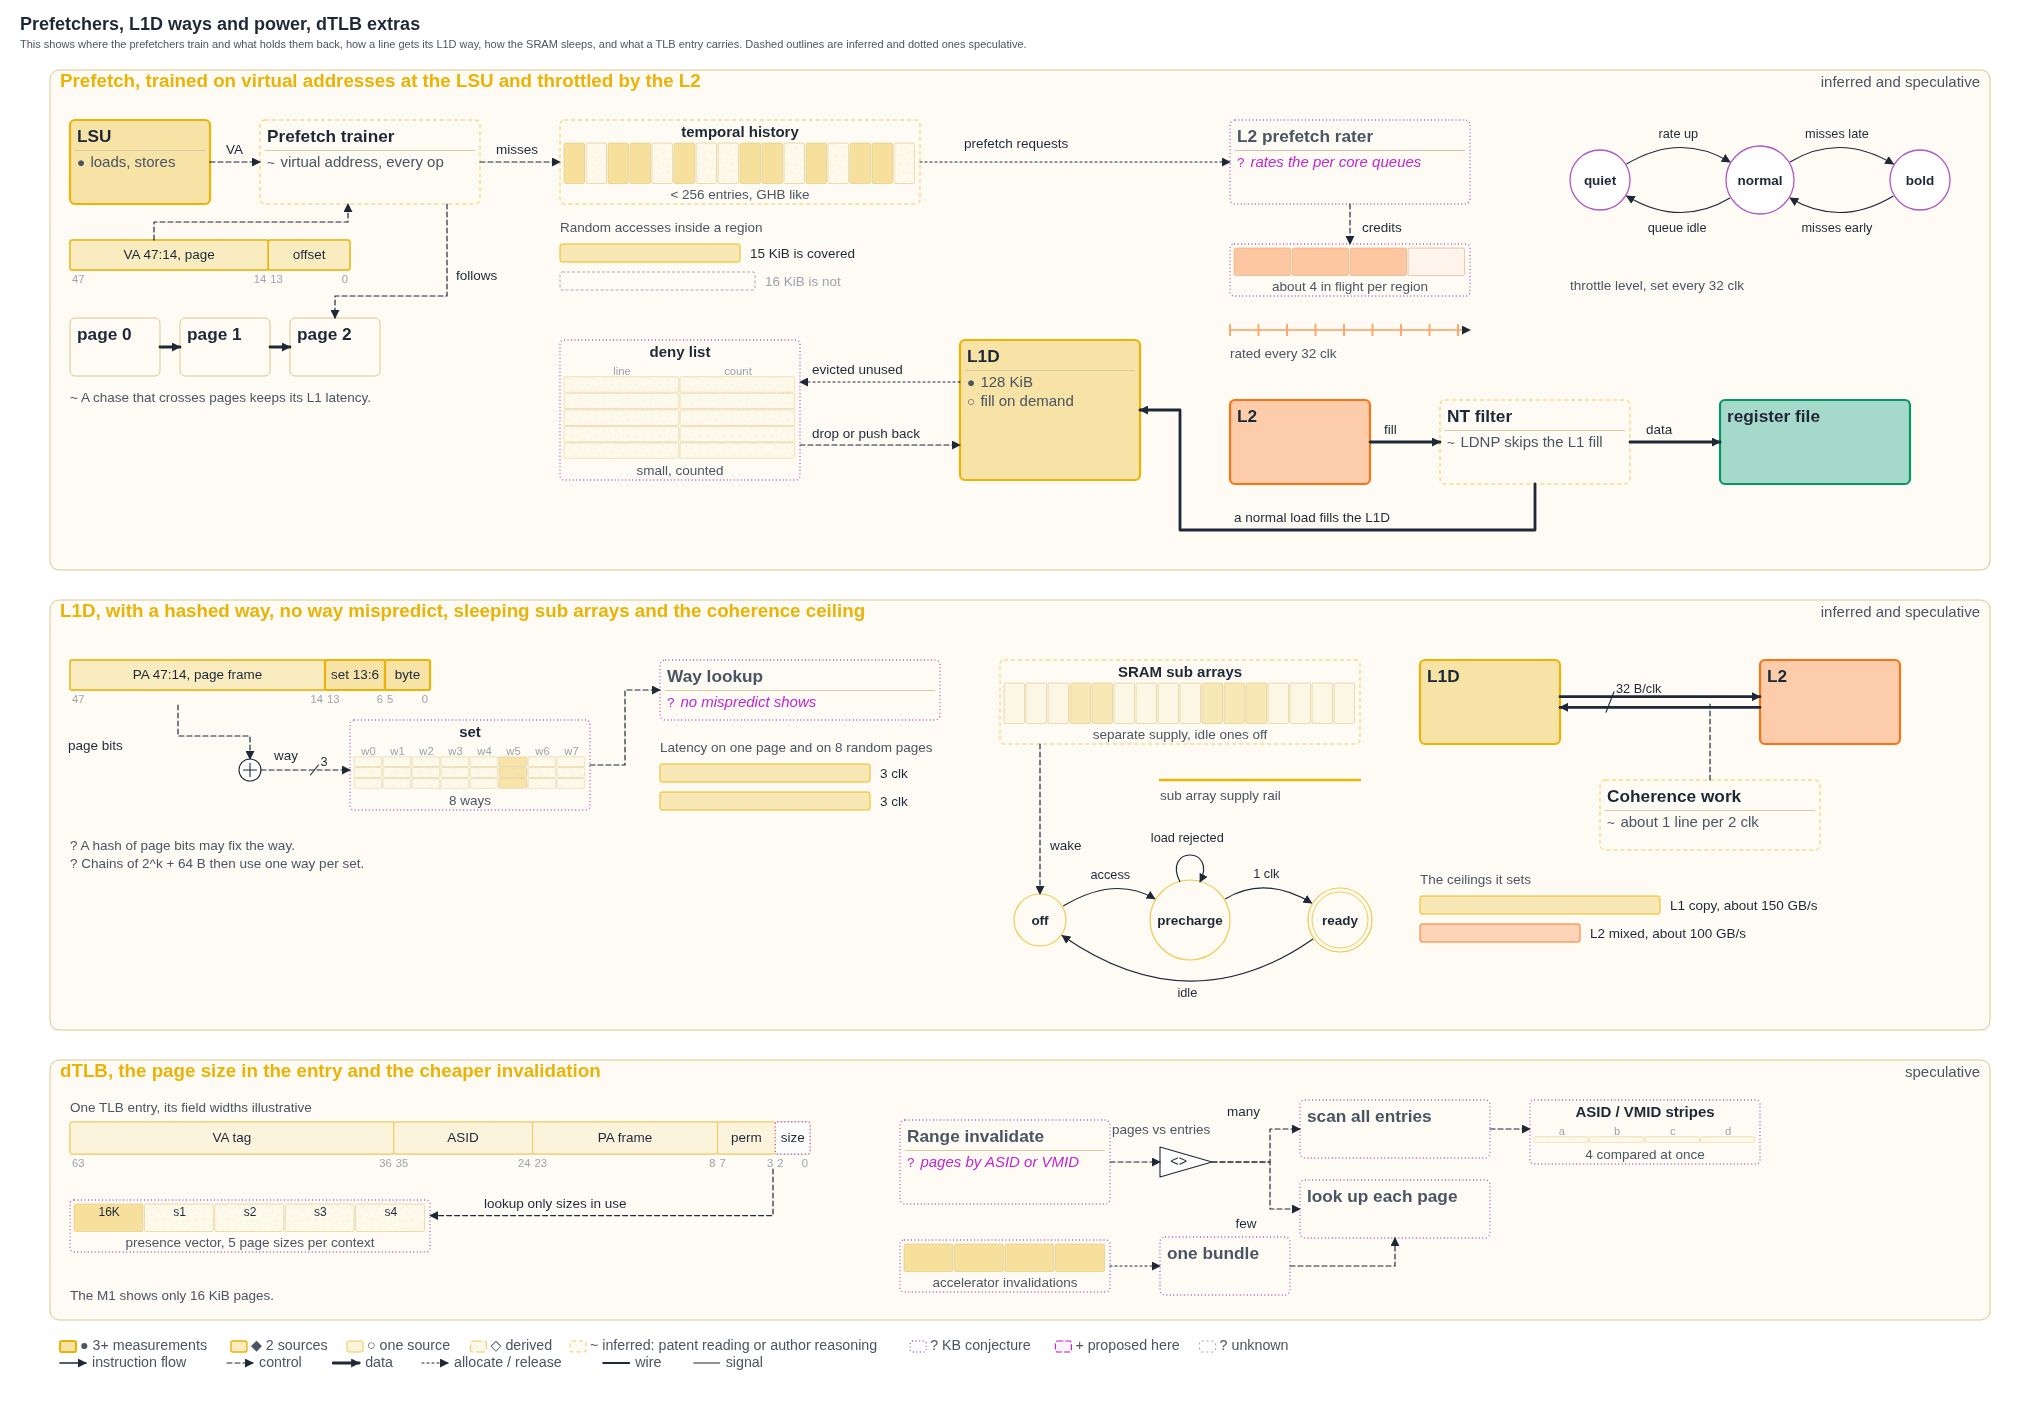 Prefetchers, L1D ways and power, dTLB extras
This shows where the prefetchers train and what holds them back, how a line gets its L1D way, how the SRAM sleeps, and what a TLB entry carries. Dashed outlines are inferred and dotted ones speculative.
Prefetch, trained on virtual addresses at the LSU and throttled by the L2
inferred and speculative
LSU
● loads, stores
VA
Prefetch trainer
~ virtual address, every op
misses
temporal history
< 256 entries, GHB like
prefetch requests
L2 prefetch rater
? rates the per core queues
rate up
misses late
quiet
normal
bold
queue idle
misses early
throttle level, set every 32 clk
VA 47:14, page
offset
47
14 13
0
follows
Random accesses inside a region
15 KiB is covered
16 KiB is not
credits
about 4 in flight per region
rated every 32 clk
page 0
page 1
page 2
~ A chase that crosses pages keeps its L1 latency.
deny list
line
count
small, counted
evicted unused
drop or push back
L1D
● 128 KiB
○ fill on demand
L2
fill
NT filter
~ LDNP skips the L1 fill
data
register file
a normal load fills the L1D
L1D, with a hashed way, no way mispredict, sleeping sub arrays and the coherence ceiling
inferred and speculative
PA 47:14, page frame
set 13:6
byte
47
14 13
6 5
0
page bits
way
3
set
w0 w1 w2 w3 w4 w5 w6 w7
8 ways
? A hash of page bits may fix the way.
? Chains of 2^k + 64 B then use one way per set.
Way lookup
? no mispredict shows
Latency on one page and on 8 random pages
3 clk
3 clk
SRAM sub arrays
separate supply, idle ones off
sub array supply rail
wake
load rejected
access
1 clk
off
precharge
ready
idle
L1D
32 B/clk
L2
Coherence work
~ about 1 line per 2 clk
The ceilings it sets
L1 copy, about 150 GB/s
L2 mixed, about 100 GB/s
dTLB, the page size in the entry and the cheaper invalidation
speculative
One TLB entry, its field widths illustrative
VA tag
ASID
PA frame
perm
size
63
36 35
24 23
8 7
3 2
0
lookup only sizes in use
16K
s1
s2
s3
s4
presence vector, 5 page sizes per context
The M1 shows only 16 KiB pages.
Range invalidate
? pages by ASID or VMID
pages vs entries
<>
many
few
scan all entries
look up each page
ASID / VMID stripes
a
b
c
d
4 compared at once
accelerator invalidations
one bundle
● 3+ measurements
◆ 2 sources
○ one source
◇ derived
~ inferred: patent reading or author reasoning
? KB conjecture
+ proposed here
? unknown
instruction flow
control
data
allocate / release
wire
signal